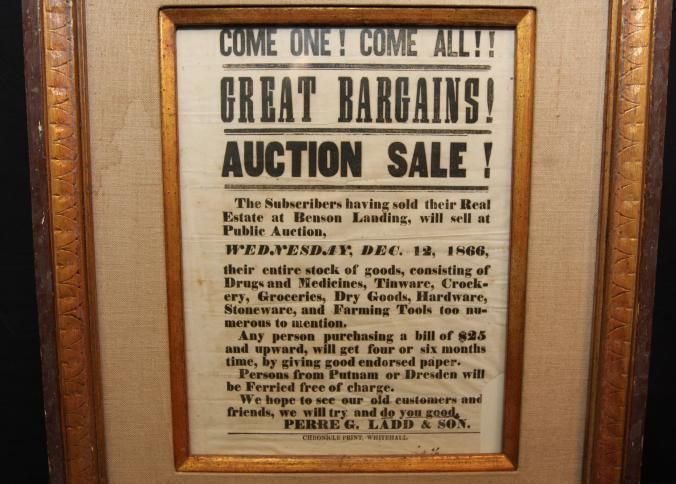 COME ONE! COME ALL!!
GREAT BARGAINS!
AUCTION SALE!
The Subscribers having sold their Real
Estate at Benson Landing, will sell at
Public Auction,
WEDNESDAY, DEC. 12, 1866,
their entire stock of goods, consisting of
Drugs and Medicines, Tinware, Crock-
ery, Groceries, Dry Goods, Hardware,
Stoneware, and Farming Tools too nu-
merous to mention.
Any person purchasing a bill of $25
and upward, will get four or six months
time, by giving good endorsed paper.
Persons from Putnam or Dresden will
be Ferried free of charge.
We hope to see our old customers and
friends, we will try and do you good.
PERRE G. LADD & SON.
CHRONICLE PRINT, WHITEHALL